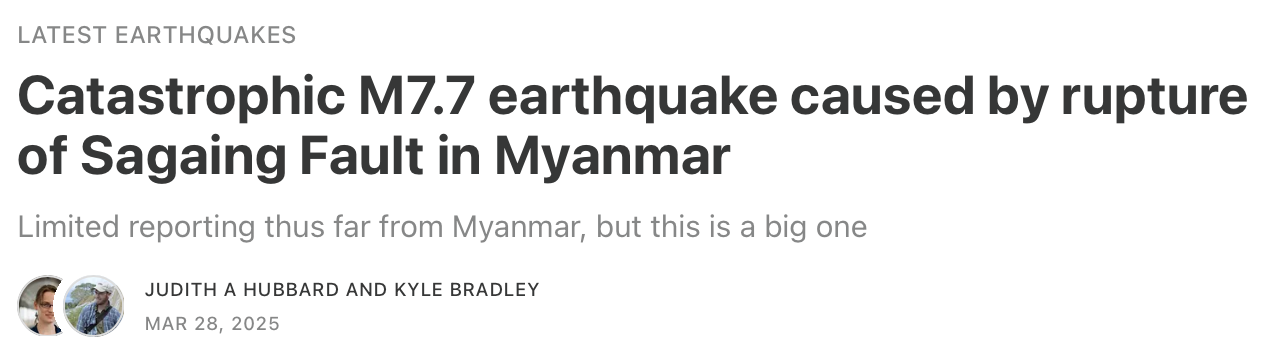 LATEST EARTHQUAKES
Catastrophic M7.7 earthquake caused by rupture
of Sagaing Fault in Myanmar
Limited reporting thus far from Myanmar, but this is a big one
JUDITH A HUBBARD AND KYLE BRADLEY
MAR 28, 2025